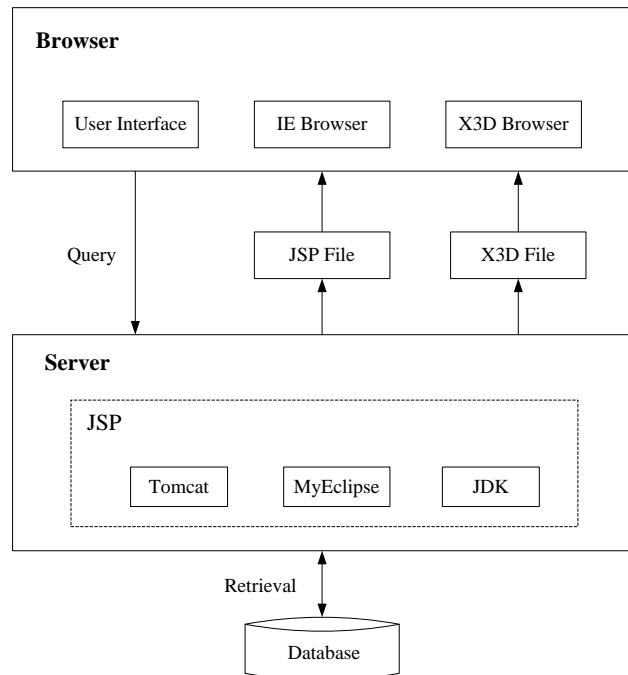 Browser
User Interface
IE Browser
X3D Browser
Query
JSP File
X3D File
Server
JSP
Tomcat
MyEclipse
JDK
Retrieval
Database